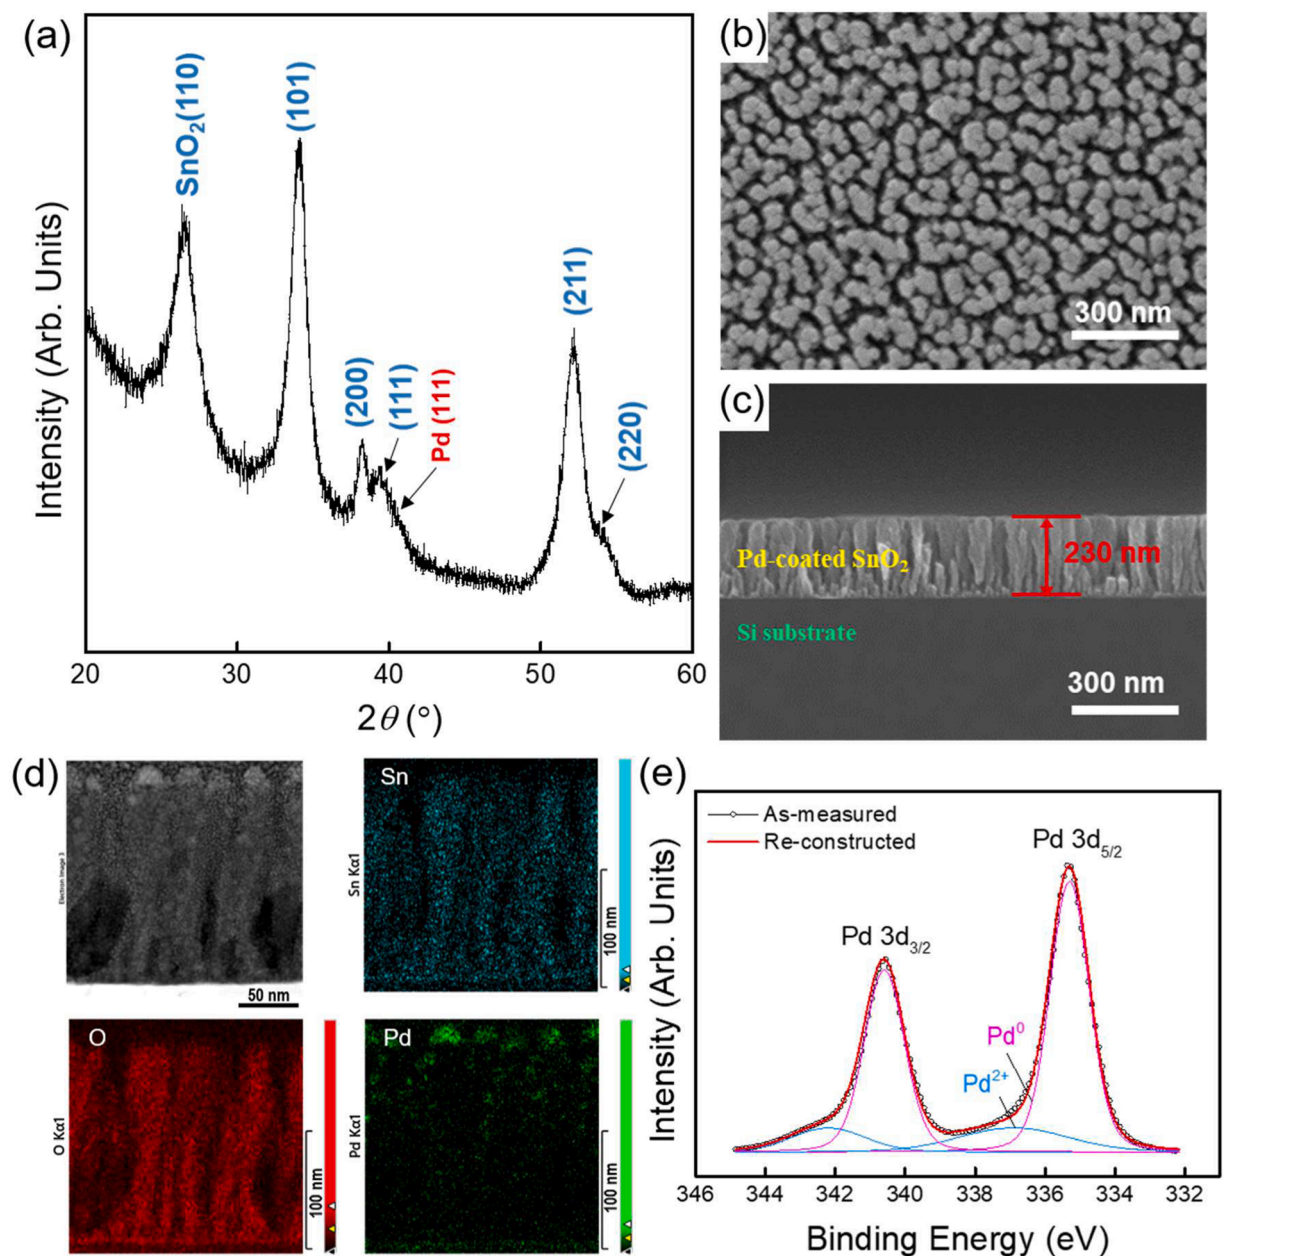 (a)
SnO₂(110)
(101)
(200)
(111)
Pd (111)
(211)
(220)
Intensity (Arb. Units)
20 30 40 50 60
2θ (°)
(b)
300 nm
(c)
Pd-coated SnO₂
230 nm
Si substrate
300 nm
(d)
Electron Image 3
50 nm
Sn
Sn Kα1
100 nm
O
O Kα1
100 nm
Pd
Pd Kα1
100 nm
(e)
As-measured
Re-constructed
Pd 3d₅/₂
Pd 3d₃/₂
Pd⁰
Pd²⁺
Intensity (Arb. Units)
346 344 342 340 338 336 334 332
Binding Energy (eV)